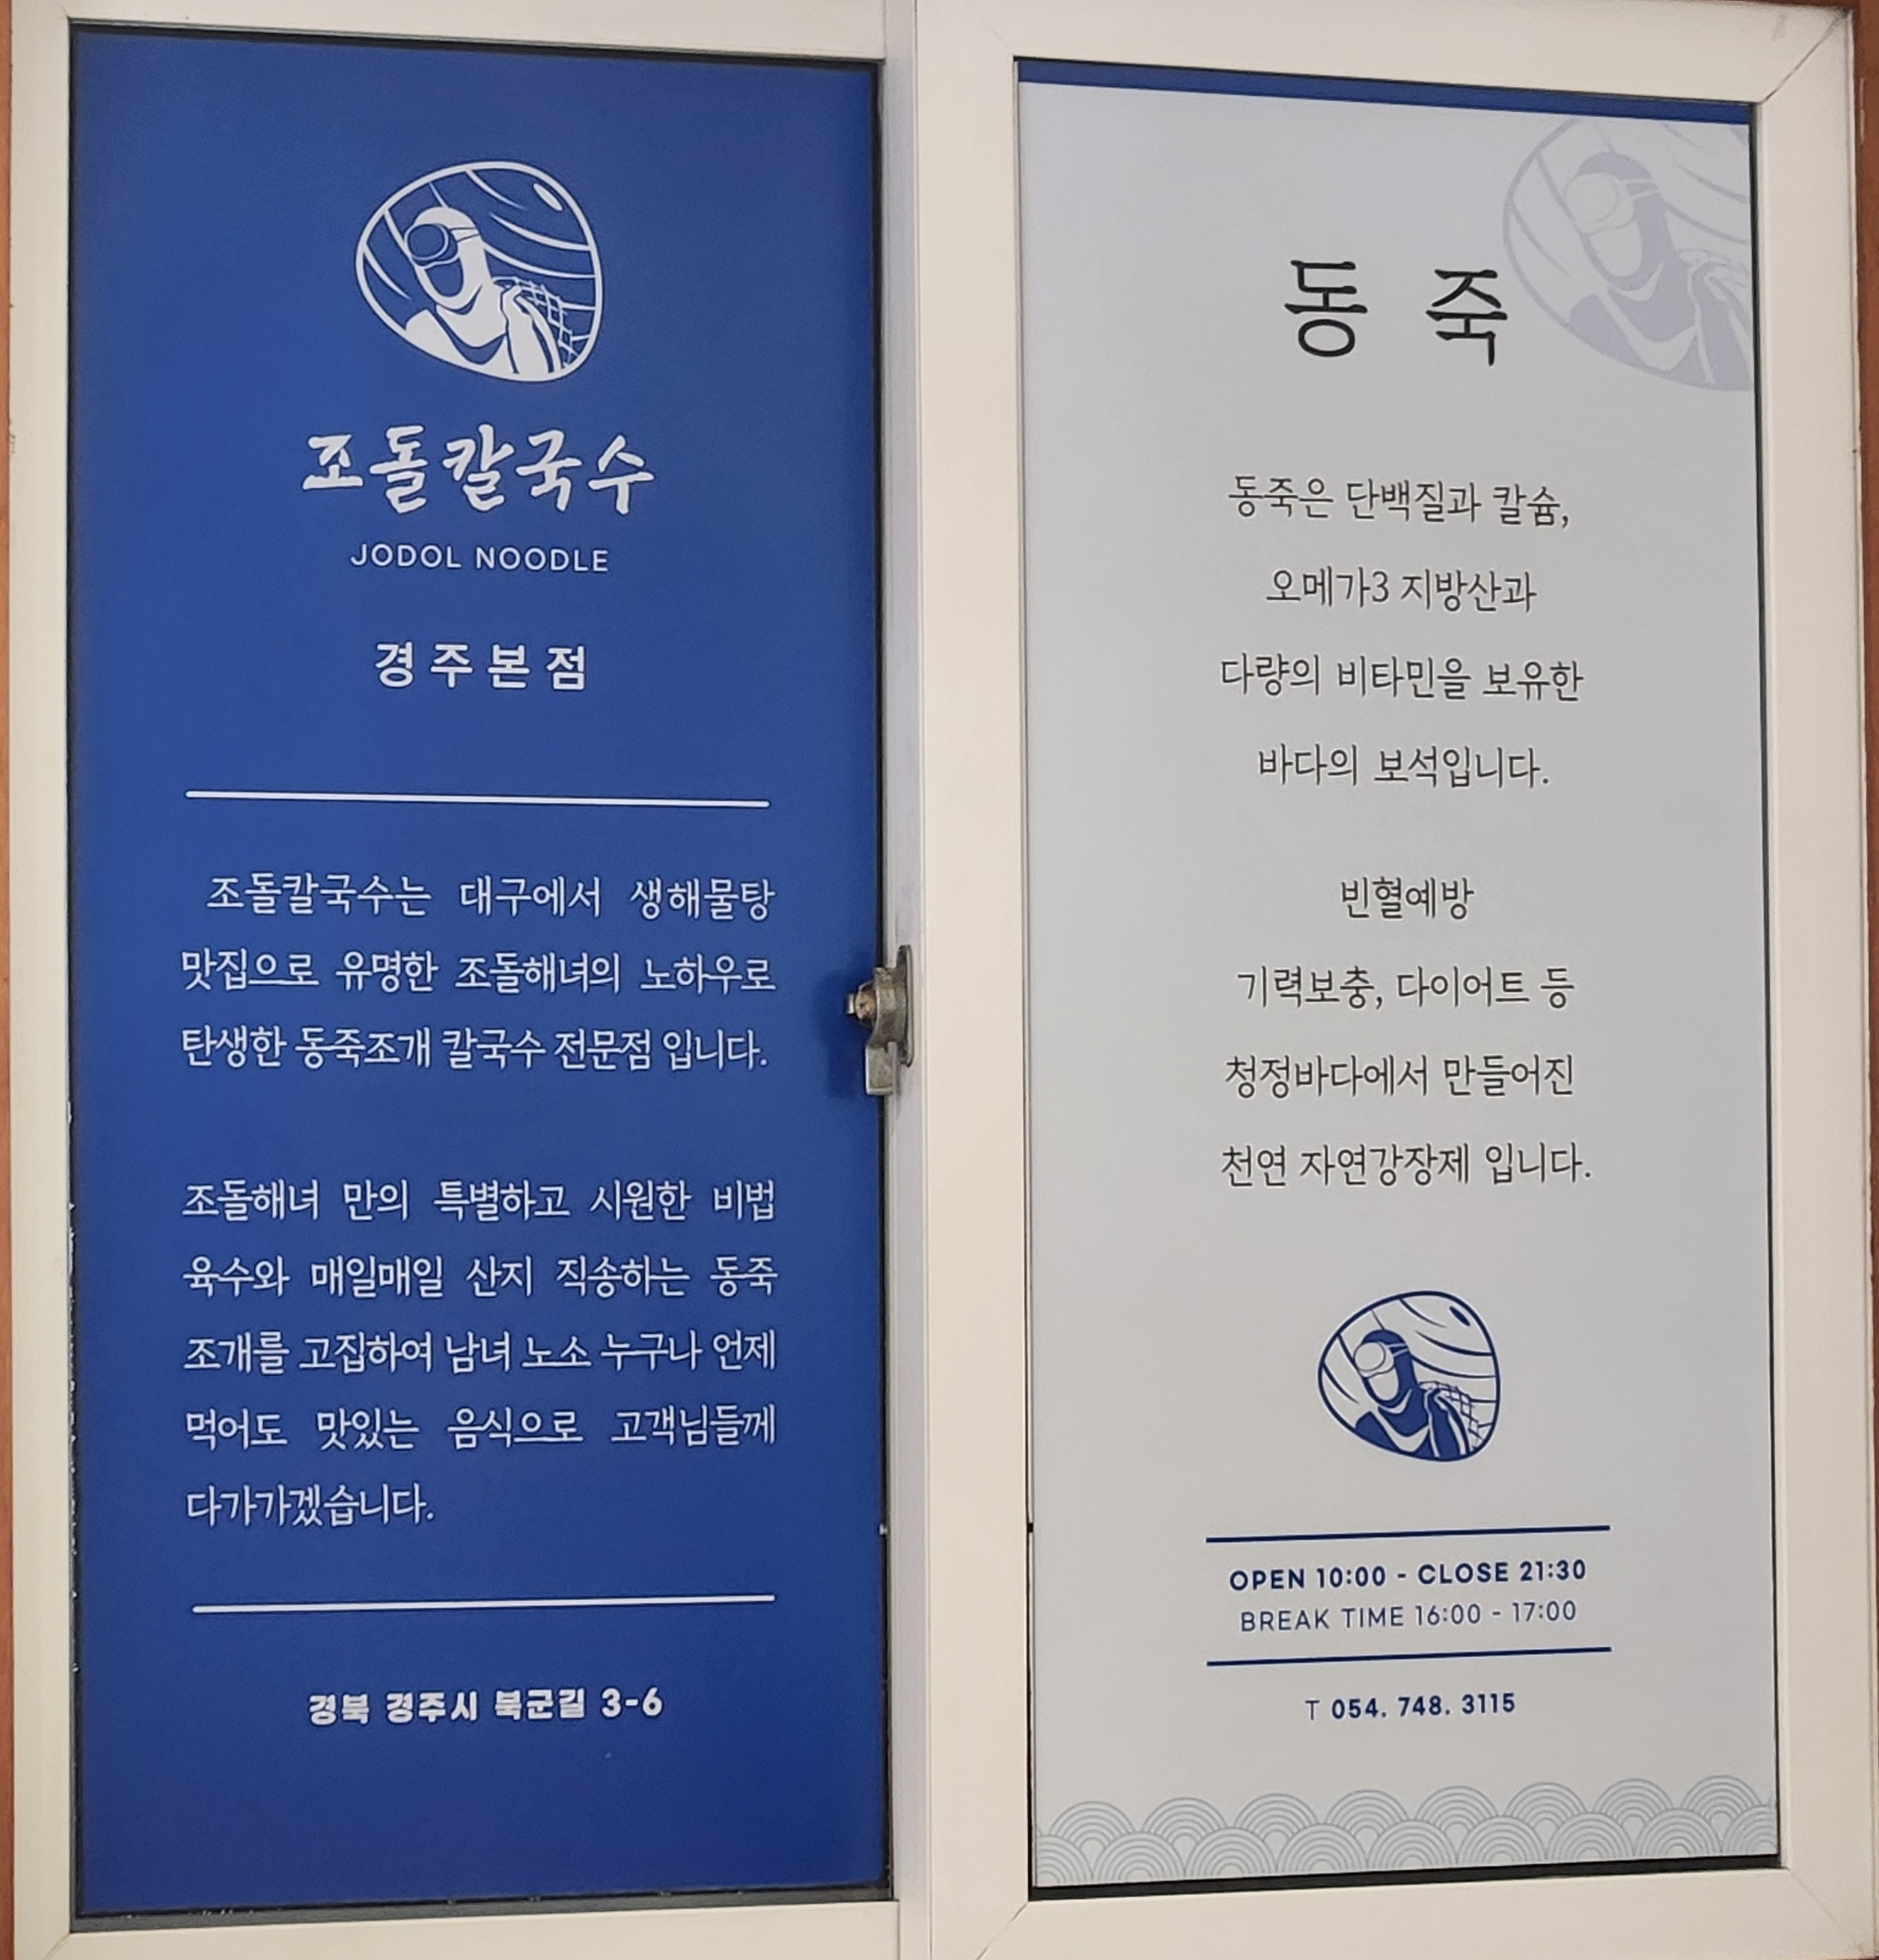 조돌칼국수
JODOL NOODLE
경주본점
조돌칼국수는 대구에서 생해물탕
맛집으로 유명한 조돌해녀의 노하우로
탄생한 동죽조개 칼국수 전문점 입니다.
조돌해녀 만의 특별하고 시원한 비법
육수와 매일매일 산지 직송하는 동죽
조개를 고집하여 남녀 노소 누구나 언제
먹어도 맛있는 음식으로 고객님들께
다가가겠습니다.
경북 경주시 북군길 3-6
동 죽
동죽은 단백질과 칼슘,
오메가3 지방산과
다량의 비타민을 보유한
바다의 보석입니다.
빈혈예방
기력보충, 다이어트 등
청정바다에서 만들어진
천연 자연강장제 입니다.
OPEN 10:00 - CLOSE 21:30
BREAK TIME 16:00 - 17:00
T 054. 748. 3115